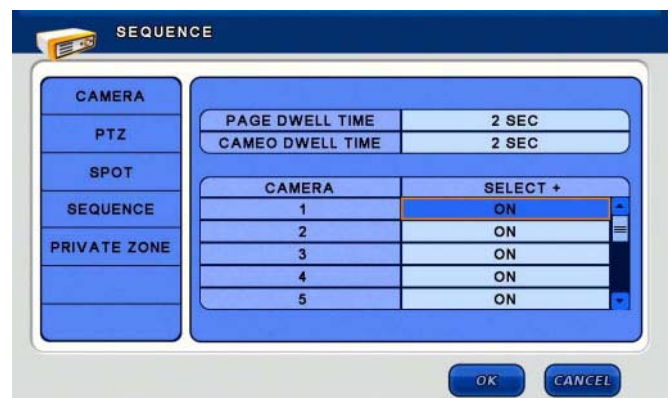 SEQUENCE
CAMERA
PTZ
SPOT
SEQUENCE
PRIVATE ZONE
PAGE DWELL TIME 2 SEC
CAMEO DWELL TIME 2 SEC
CAMERA SELECT +
1 ON
2 ON
3 ON
4 ON
5 ON
OK CANCEL